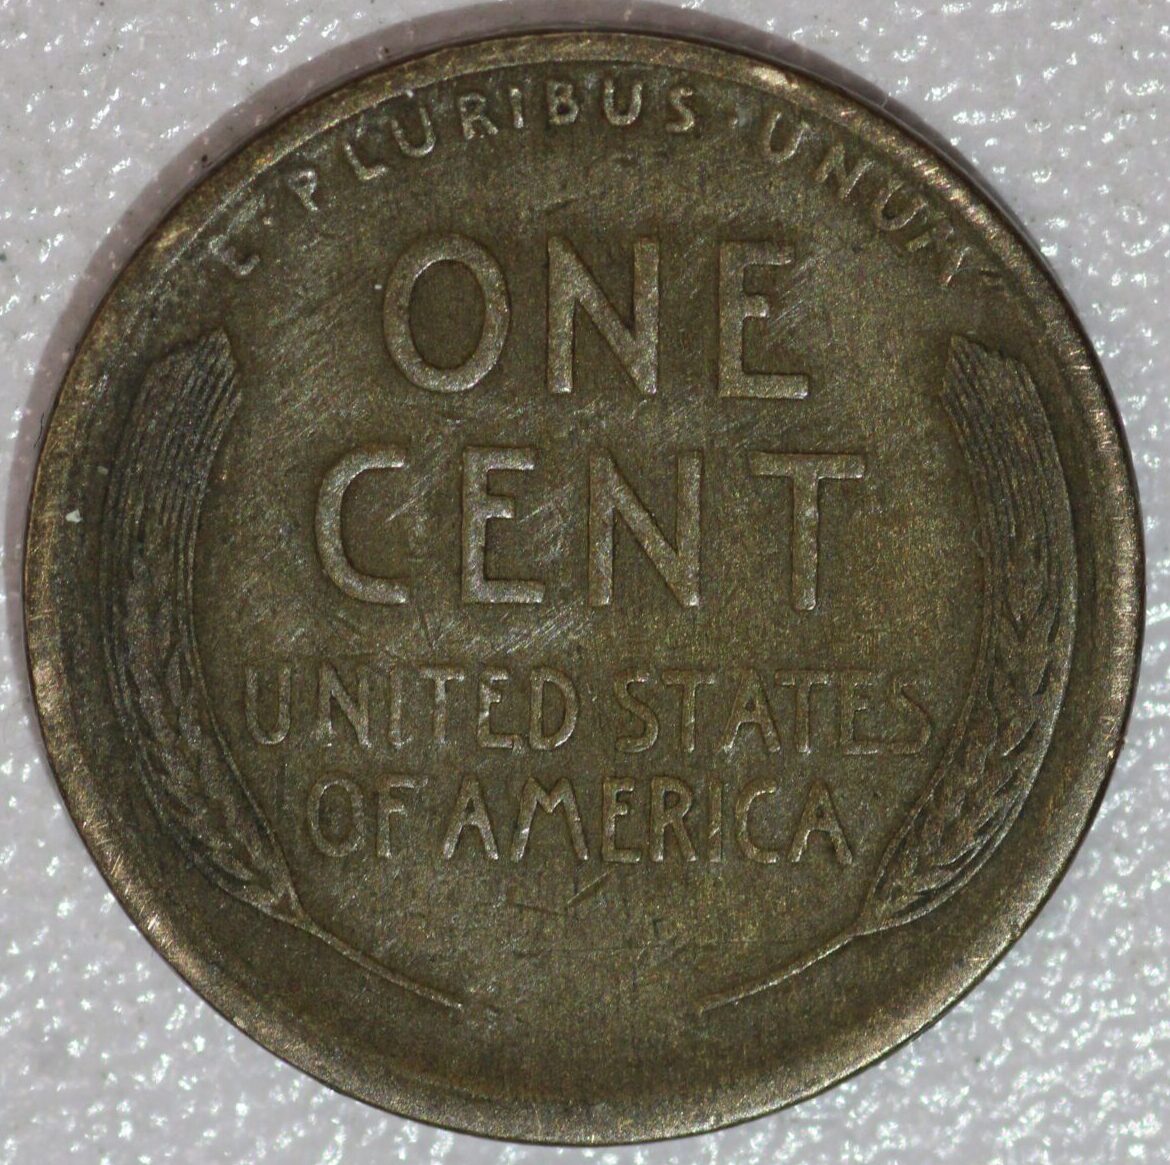 E·PLURIBUS·UNUM
ONE
CENT
UNITED STATES
OF AMERICA